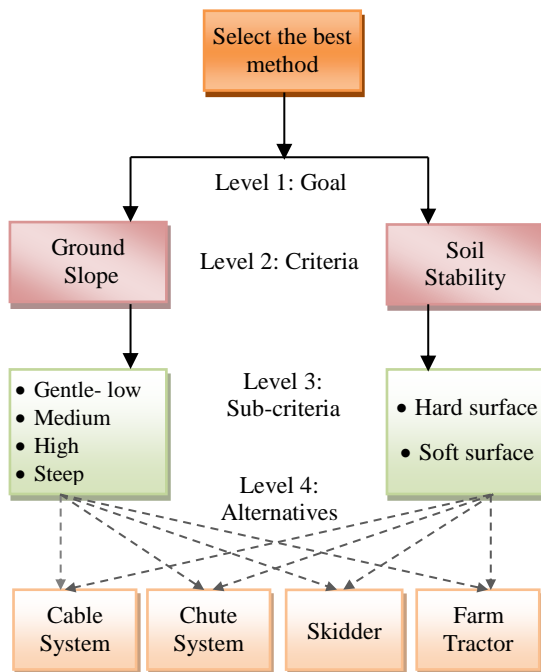 Select the best
method
Level 1: Goal
Ground
Slope
Level 2: Criteria
Soil
Stability
• Gentle- low
• Medium
• High
• Steep
Level 3:
Sub-criteria
• Hard surface
• Soft surface
Level 4:
Alternatives
Cable
System
Chute
System
Skidder
Farm
Tractor